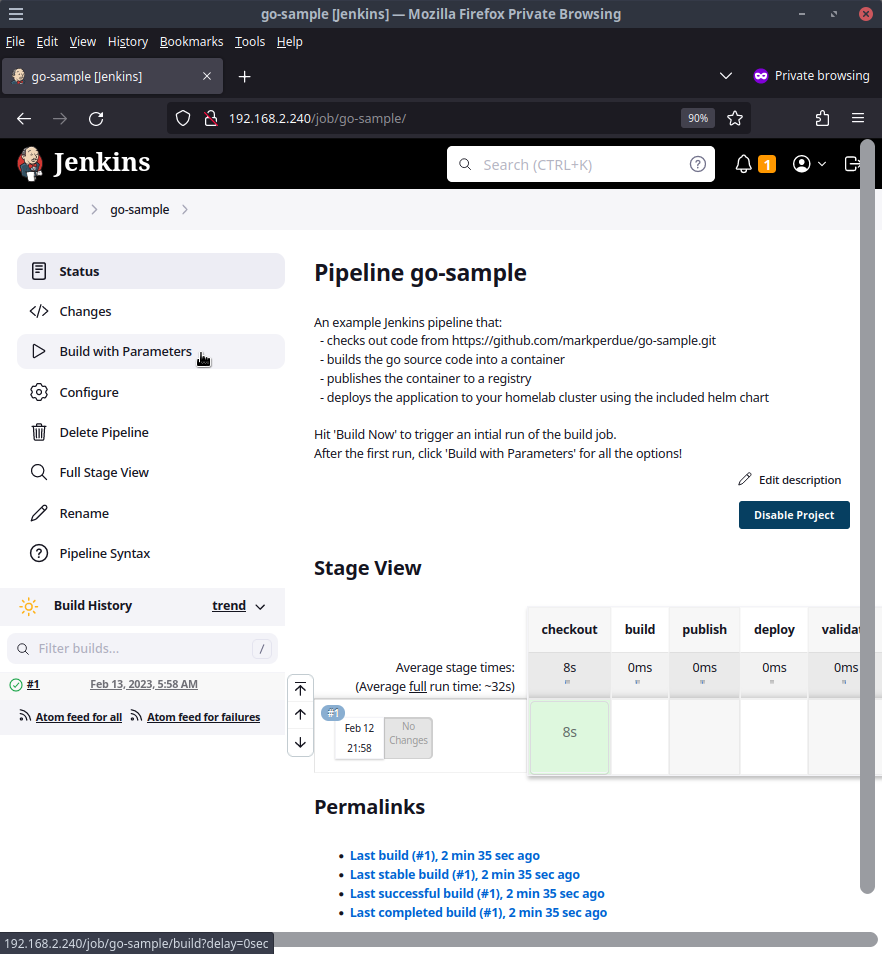 go-sample [Jenkins] — Mozilla Firefox Private Browsing
File Edit View History Bookmarks Tools Help
go-sample [Jenkins]
Private browsing
192.168.2.240/job/go-sample/
90%
Jenkins
Search (CTRL+K)
1
Dashboard
go-sample
Status
Changes
Build with Parameters
Configure
Delete Pipeline
Full Stage View
Rename
Pipeline Syntax
Build History
trend
Filter builds...
/
#1
Feb 13, 2023, 5:58 AM
Atom feed for all
Atom feed for failures
Pipeline go-sample
An example Jenkins pipeline that:
- checks out code from https://github.com/markperdue/go-sample.git
- builds the go source code into a container
- publishes the container to a registry
- deploys the application to your homelab cluster using the included helm chart
Hit 'Build Now' to trigger an intial run of the build job.
After the first run, click 'Build with Parameters' for all the options!
Edit description
Disable Project
Stage View
checkout build publish deploy validat
Average stage times:
(Average full run time: ~32s)
8s 0ms 0ms 0ms 0ms
#1
Feb 12
21:58
No
Changes
8s
Permalinks
Last build (#1), 2 min 35 sec ago
Last stable build (#1), 2 min 35 sec ago
Last successful build (#1), 2 min 35 sec ago
Last completed build (#1), 2 min 35 sec ago
192.168.2.240/job/go-sample/build?delay=0sec